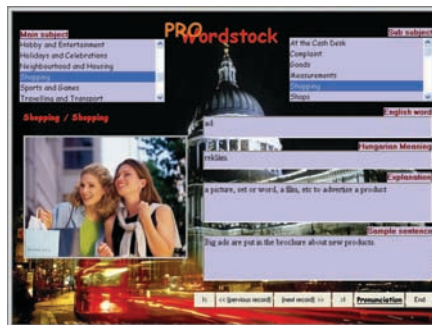 PRO
Wordstock
Main subject
Hobby and Entertainment
Holidays and Celebrations
Neighbourhood and Housing
Shopping
Sports and Games
Travelling and Transport
Sub subject
At the Cash Desk
Complaint
Goods
Measurements
Shopping
Shops
Shopping / Shopping
English word
ad
Hungarian Meaning
reklám
Explanation
a picture, set or word, a film, etc to advertise a product
Sample sentence
Big ads are put in the brochure about new products.
<< (previous record)
(next record) >>
Pronunciation
End